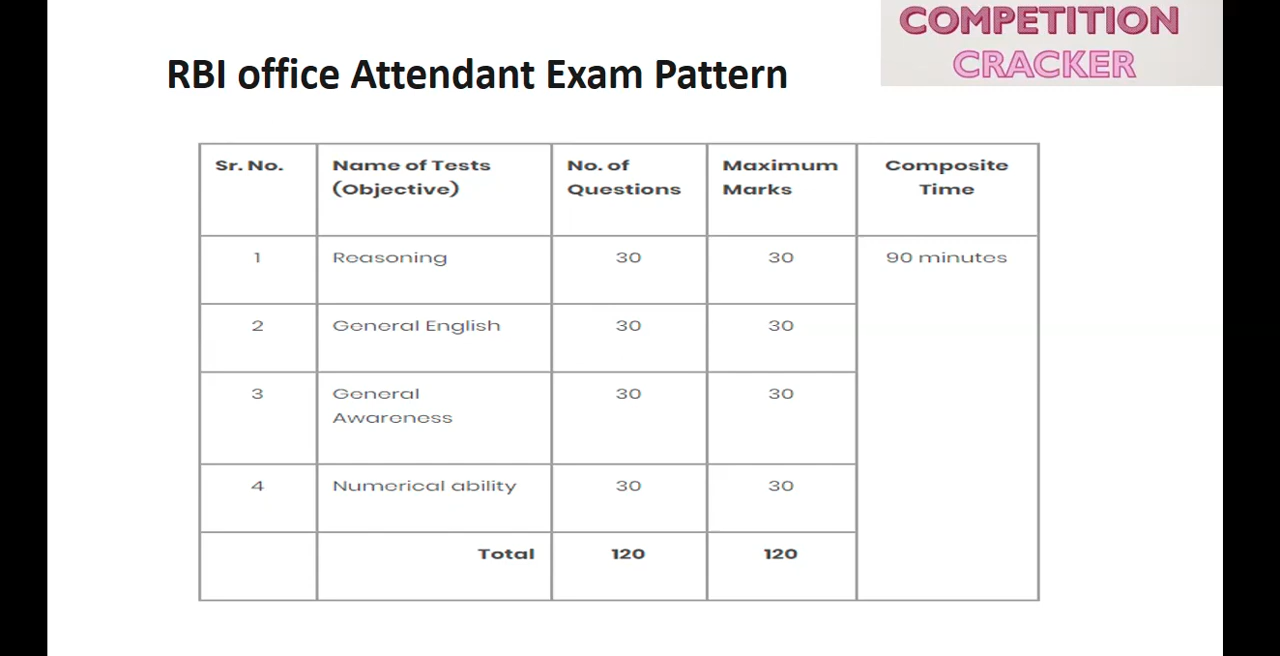 COMPETITION
CRACKER
RBI office Attendant Exam Pattern
Sr. No. Name of Tests (Objective) No. of Questions Maximum Marks Composite Time
1 Reasoning 30 30 90 minutes
2 General English 30 30
3 General Awareness 30 30
4 Numerical ability 30 30
Total 120 120